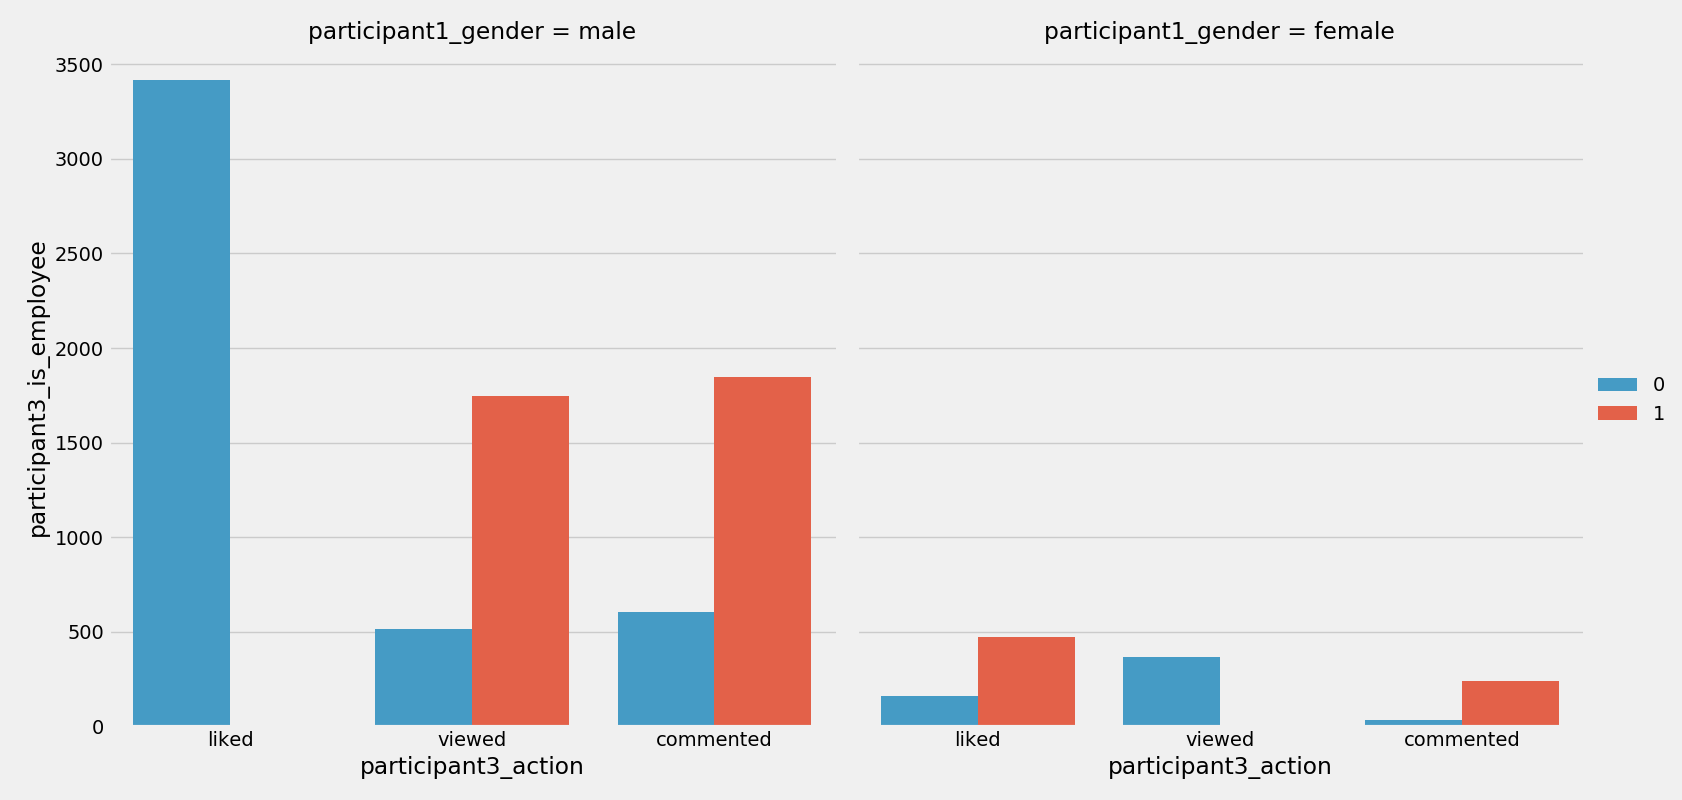 participant1_gender = male
participant1_gender = female
participant3_is_employee
3500
3000
2500
2000
1500
1000
500
0
liked viewed commented
liked viewed commented
participant3_action
participant3_action
0
1